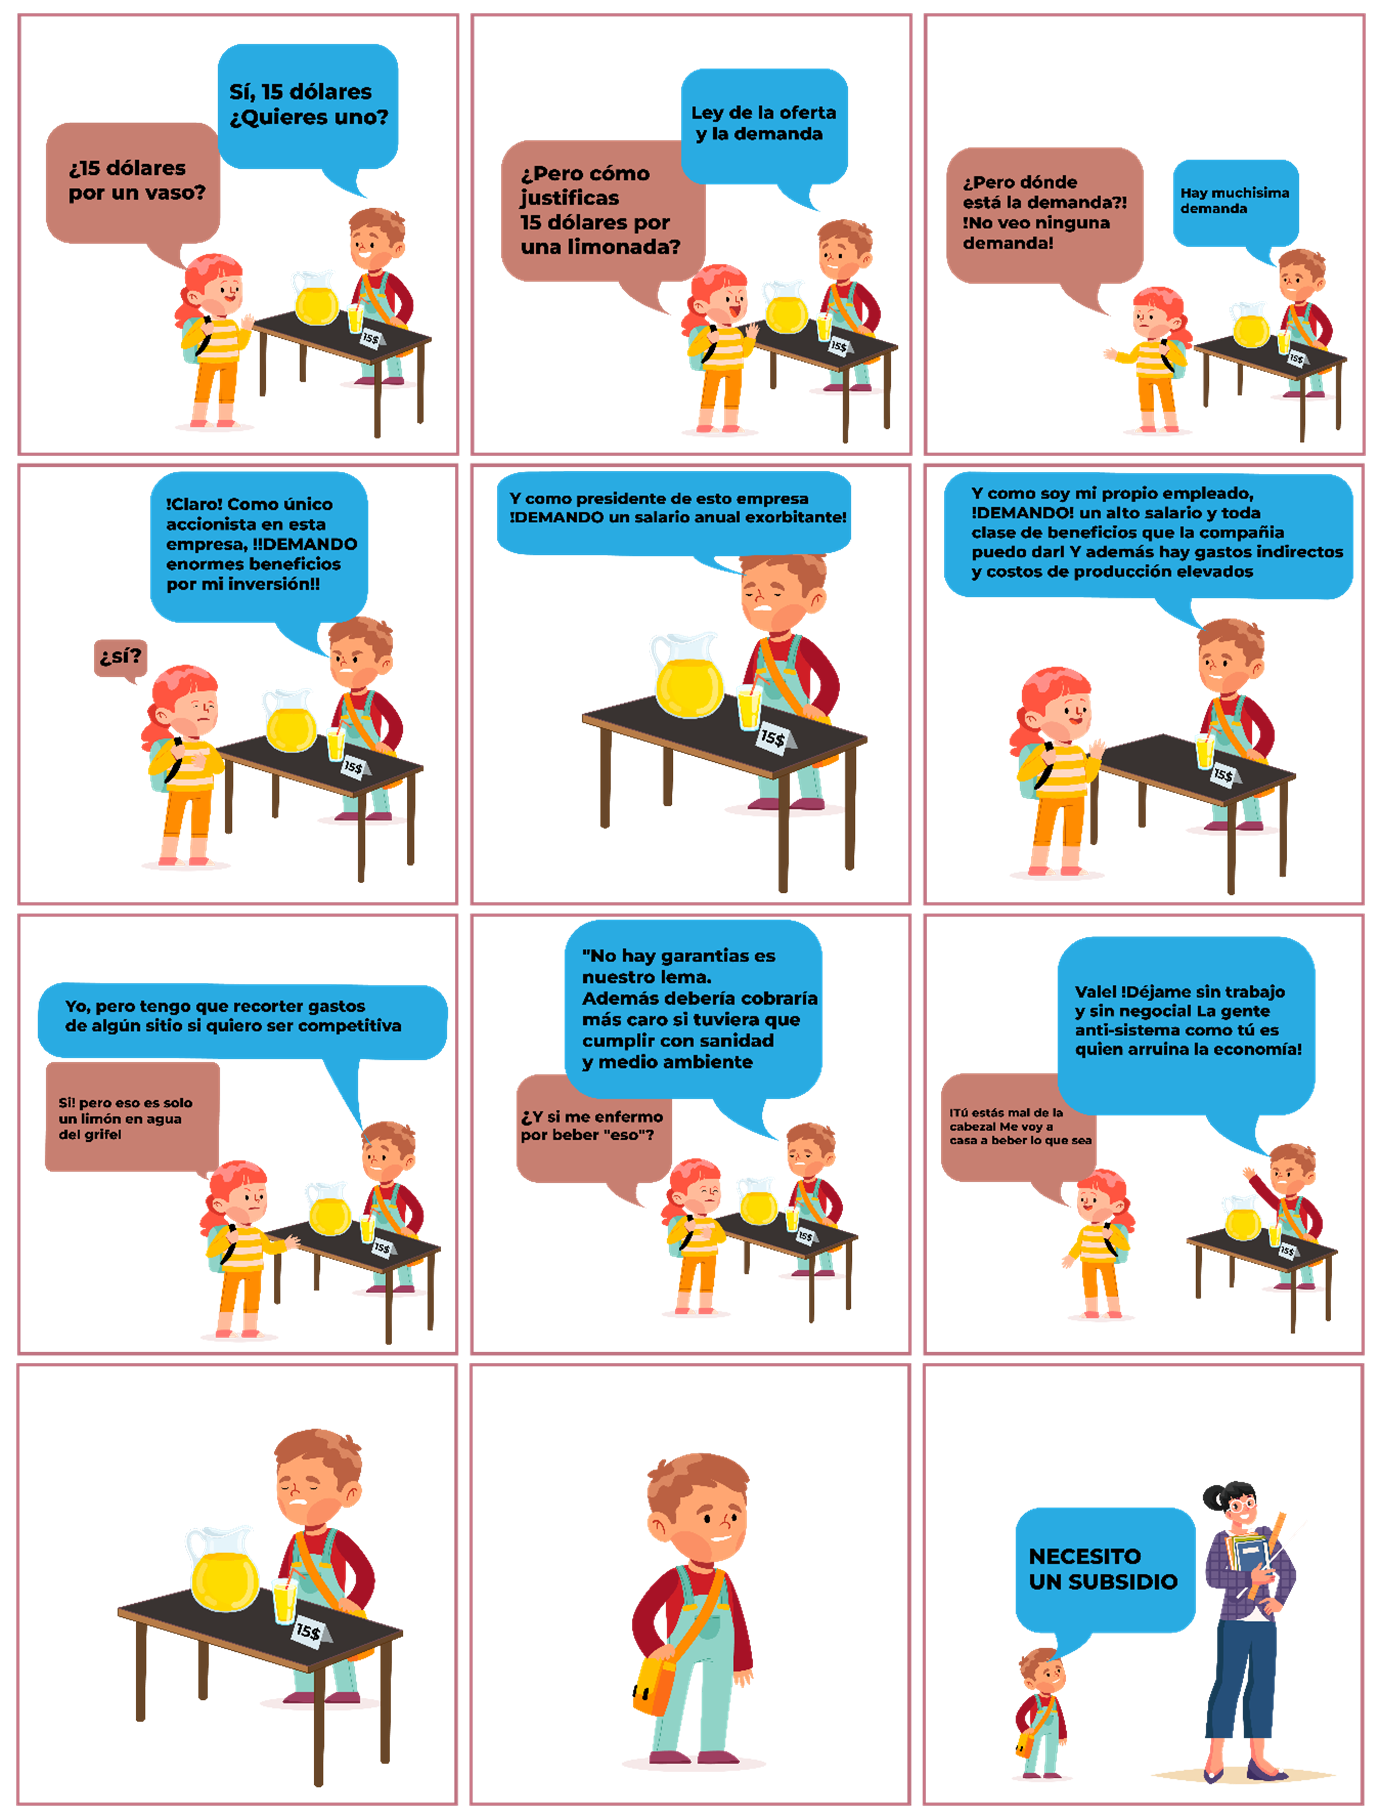 ¿15 dólares
por un vaso?
Sí, 15 dólares
¿Quieres uno?
15$
¿Pero cómo
justificas
15 dólares por
una limonada?
Ley de la oferta
y la demanda
15$
¿Pero dónde
está la demanda?!
!No veo ninguna
demanda!
Hay muchisima
demanda
15$
!Claro! Como único
accionista en esta
empresa, !!DEMANDO
enormes beneficios
por mi inversión!!
¿sí?
15$
Y como presidente de esto empresa
!DEMANDO un salario anual exorbitante!
15$
Y como soy mi propio empleado,
!DEMANDO! un alto salario y toda
clase de beneficios que la compañia
puedo darI Y además hay gastos indirectos
y costos de producción elevados
15$
Yo, pero tengo que recorter gastos
de algún sitio si quiero ser competitiva
Si! pero eso es solo
un limón en agua
del grifeI
15$
"No hay garantias es
nuestro lema.
Además debería cobraría
más caro si tuviera que
cumplir con sanidad
y medio ambiente
¿Y si me enfermo
por beber "eso"?
15$
ValeI !Déjame sin trabajo
y sin negociaI La gente
anti-sistema como tú es
quien arruina la economía!
ITú estás mal de la
cabezaI Me voy a
casa a beber lo que sea
15$
15$
NECESITO
UN SUBSIDIO